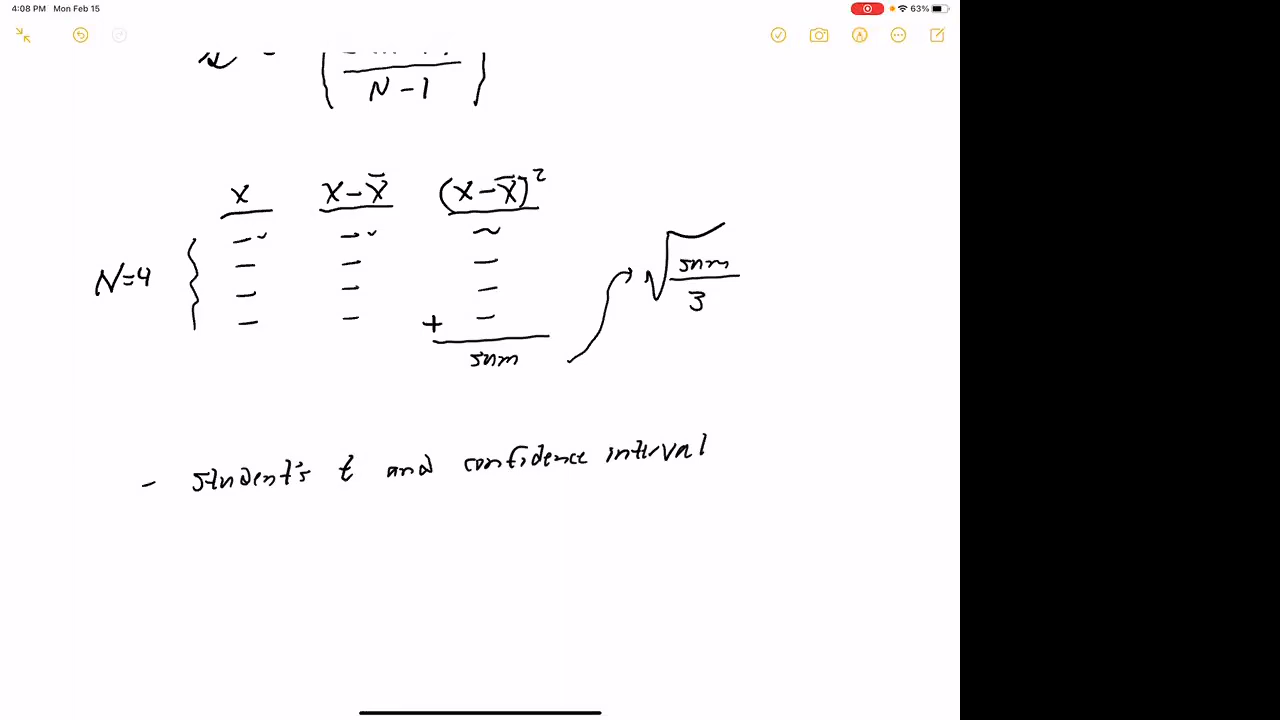 4:08 PM Mon Feb 15
63%
N-1
x x-x̄ (x-x̄)²
N=4
+
sum
√(sum/3)
- student's t and confidence interval